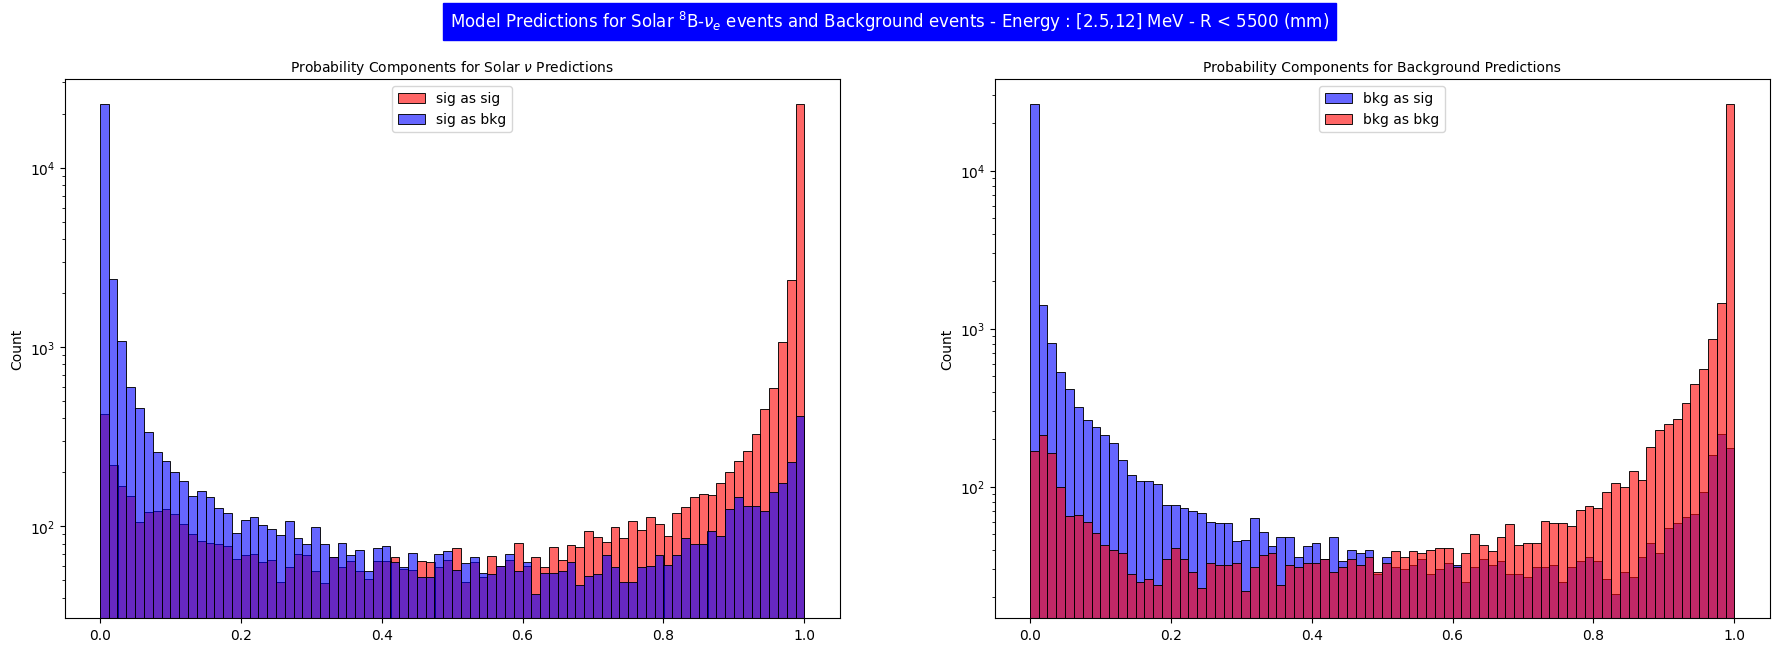 Model Predictions for Solar ⁸B-νₑ events and Background events - Energy : [2.5,12] MeV - R < 5500 (mm)
Probability Components for Solar ν Predictions
sig as sig
sig as bkg
Count
10⁴
10³
10²
0.0 0.2 0.4 0.6 0.8 1.0
Probability Components for Background Predictions
bkg as sig
bkg as bkg
Count
10⁴
10³
10²
0.0 0.2 0.4 0.6 0.8 1.0